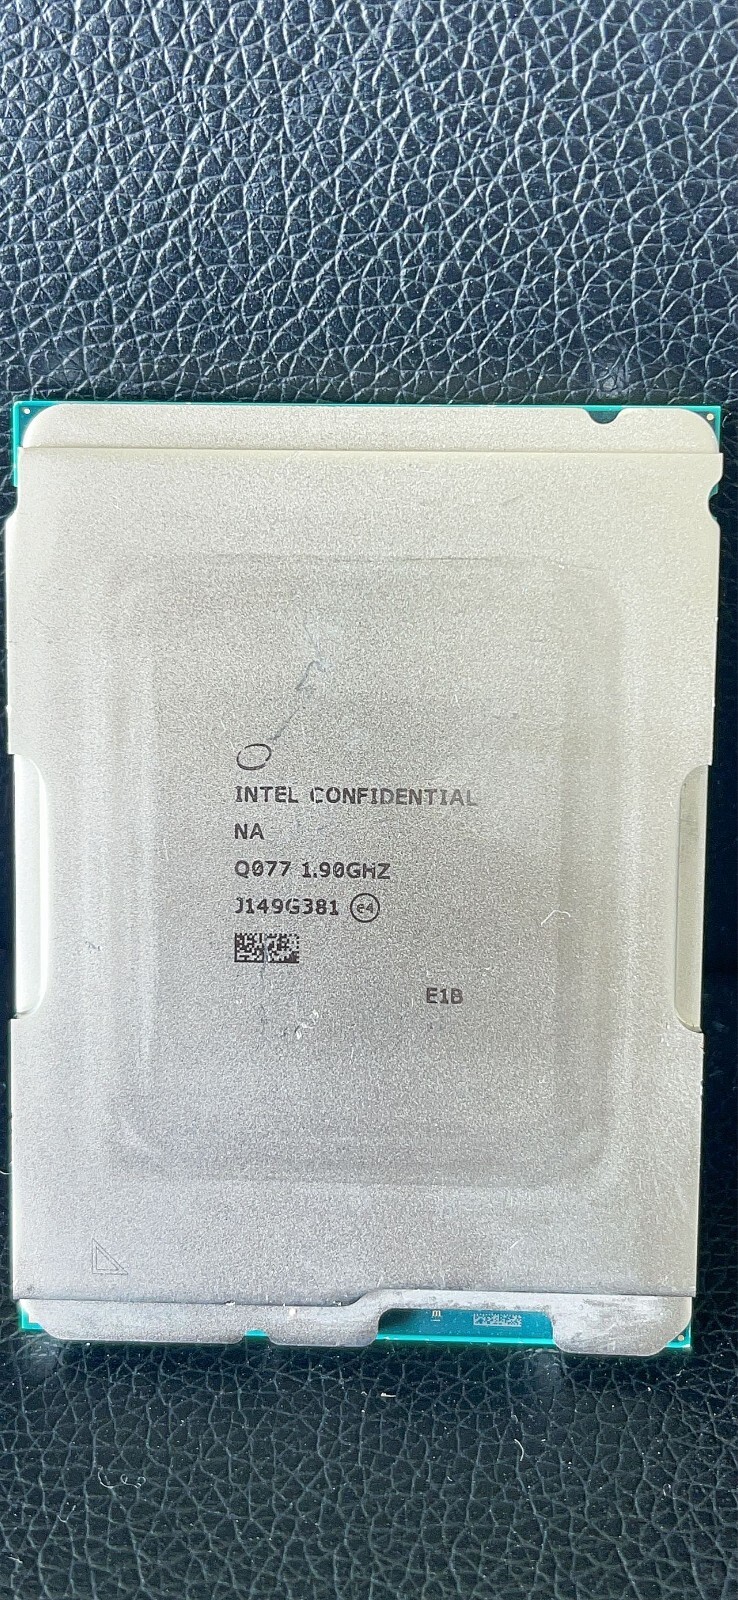 INTEL CONFIDENTIAL
NA
Q077 1.90GHZ
J149G381 e4
E1B
m